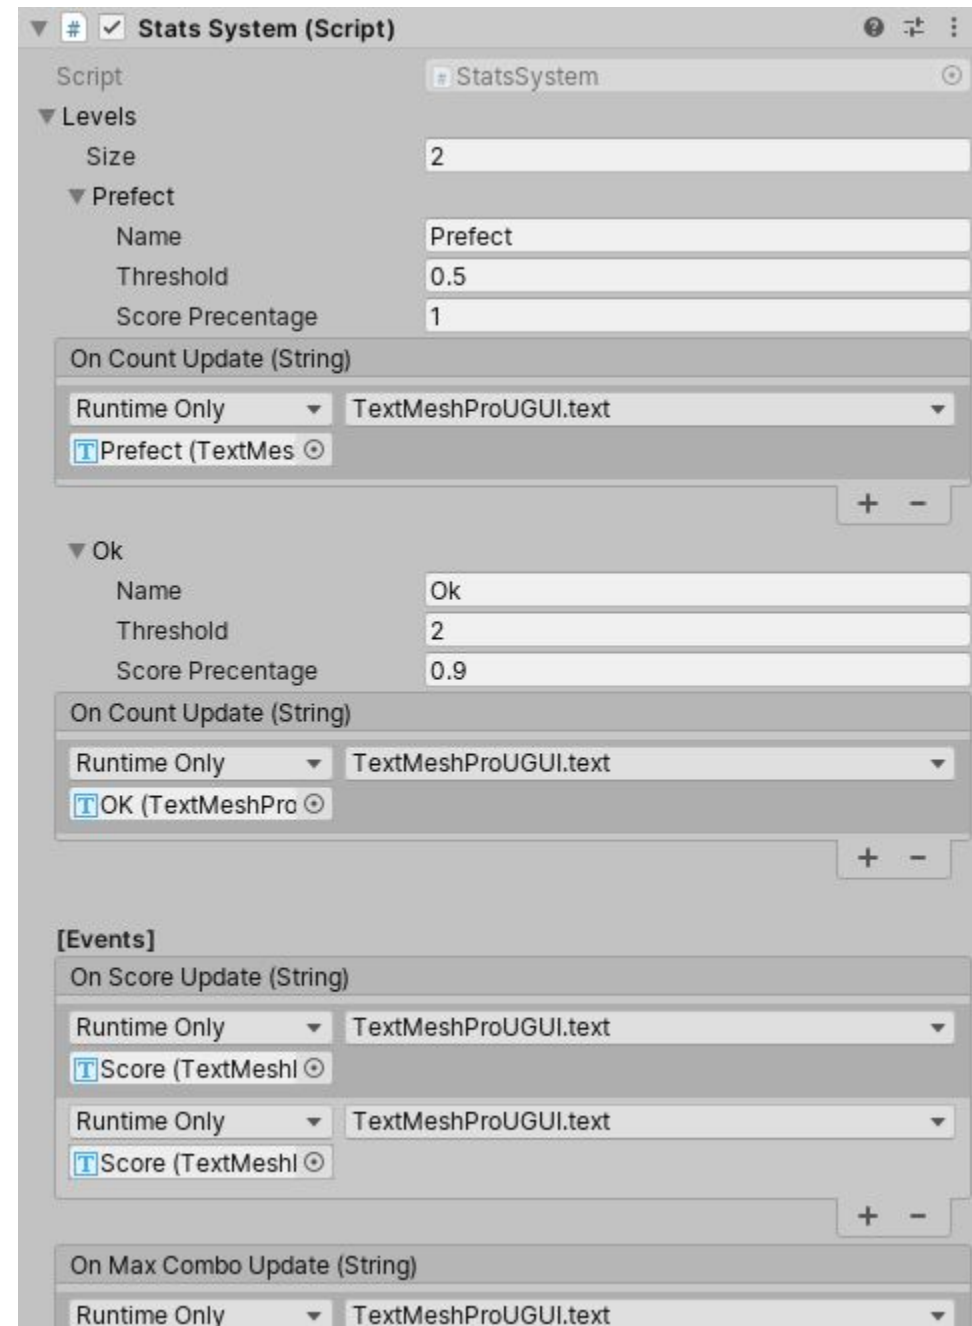 Stats System (Script)
Script StatsSystem
Levels
Size 2
Prefect
Name Prefect
Threshold 0.5
Score Precentage 1
On Count Update (String)
Runtime Only TextMeshProUGUI.text
Prefect (TextMes
Ok
Name Ok
Threshold 2
Score Precentage 0.9
On Count Update (String)
Runtime Only TextMeshProUGUI.text
OK (TextMeshPro
[Events]
On Score Update (String)
Runtime Only TextMeshProUGUI.text
Score (TextMeshl
Runtime Only TextMeshProUGUI.text
Score (TextMeshl
On Max Combo Update (String)
Runtime Only TextMeshProUGUI.text